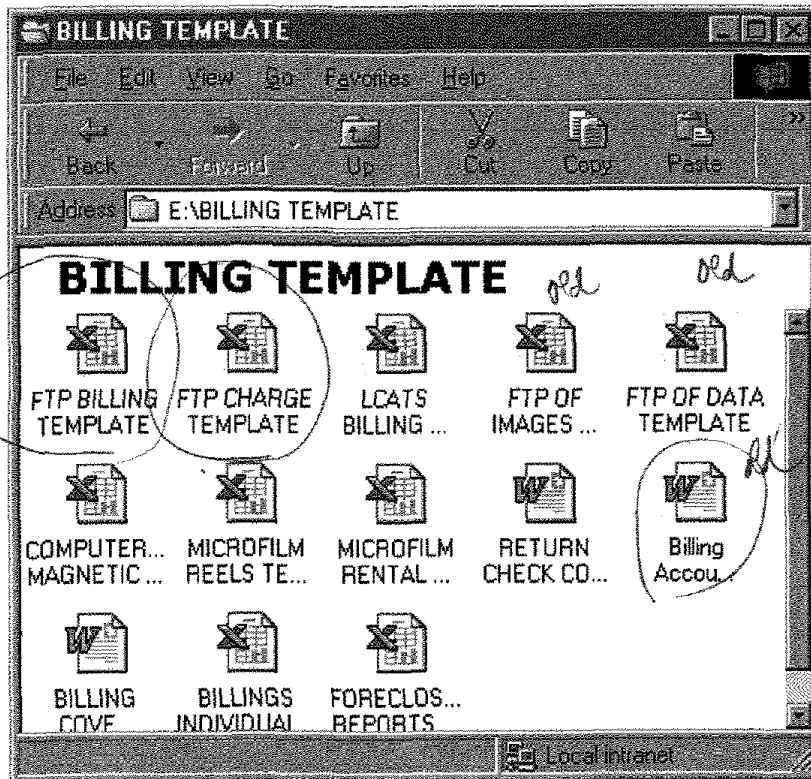 BILLING TEMPLATE
File Edit View Go Favorites Help
Back Forward Up Cut Copy Paste »
Address E:\BILLING TEMPLATE
BILLING TEMPLATE old old
FTP BILLING TEMPLATE
FTP CHARGE TEMPLATE
LCATS BILLING ...
FTP OF IMAGES ...
FTP OF DATA TEMPLATE
COMPUTER... MAGNETIC ...
MICROFILM REELS TE...
MICROFILM RENTAL ...
RETURN CHECK CO...
Billing Accou...
BILLING COVE
BILLINGS INDIVIDUAL
FORECLOS... REPORTS
Local intranet